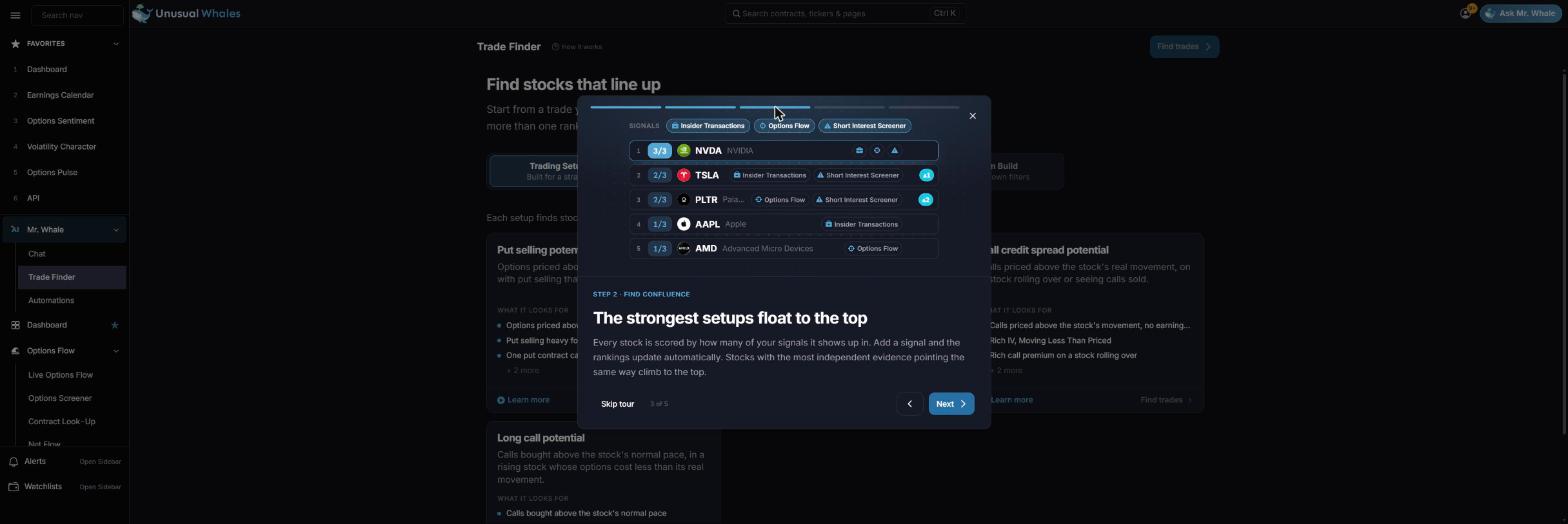 Search nav
Unusual Whales
Search contracts, tickers & pages
Ctrl K
Ask Mr. Whale
FAVORITES
1 Dashboard
2 Earnings Calendar
3 Options Sentiment
4 Volatility Character
5 Options Pulse
6 API
Mr. Whale
Chat
Trade Finder
Automations
Dashboard
Options Flow
Live Options Flow
Options Screener
Contract Look-Up
Net Flow
Alerts Open Sidebar
Watchlists Open Sidebar
Trade Finder
How it works
Find trades
Find stocks that line up
Start from a trade
more than one
Trading
Built for a
Build
own filters
Each setup finds
Put selling
Options priced
with put selling
WHAT IT LOOKS FOR
Options priced
Put selling heavy
One put contract
+ 2 more
Learn more
SIGNALS
Insider Transactions
Options Flow
Short Interest Screener
1 3/3 NVDA NVIDIA
2 2/3 TSLA Insider Transactions Short Interest Screener x1
3 2/3 PLTR Pala... Options Flow Short Interest Screener x2
4 1/3 AAPL Apple Insider Transactions
5 1/3 AMD Advanced Micro Devices Options Flow
STEP 2 · FIND CONFLUENCE
The strongest setups float to the top
Every stock is scored by how many of your signals it shows up in. Add a signal and the
rankings update automatically. Stocks with the most independent evidence pointing the
same way climb to the top.
Skip tour
3 of 5
Next
credit spread potential
priced above the stock's real movement, on
stock rolling over or seeing calls sold.
WHAT IT LOOKS FOR
Calls priced above the stock's movement, no earning...
Rich IV, Moving Less Than Priced
Rich call premium on a stock rolling over
+ 2 more
Learn more
Find trades
Long call potential
Calls bought above the stock's normal pace, in a
rising stock whose options cost less than its real
movement.
WHAT IT LOOKS FOR
Calls bought above the stock's normal pace